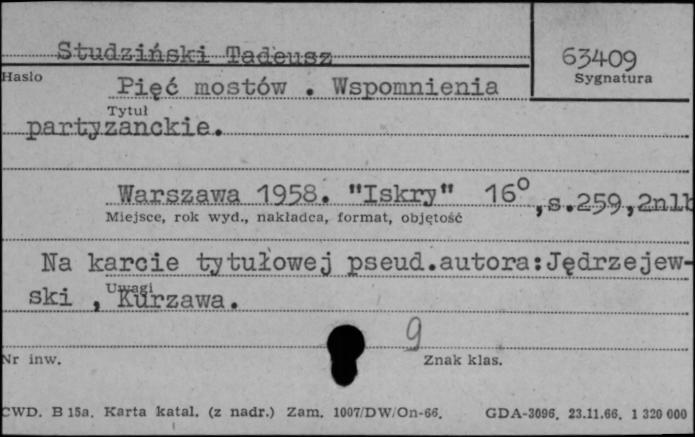 Studziński Tadeusz
63409
Hasło
Sygnatura
Pięć mostów . Wspomnienia
Tytuł
partyzanckie.
Warszawa 1958. "Iskry" 16⁰,s.259,2nlb
Miejsce, rok wyd., nakładca, format, objętość
Na karcie tytułowej pseud.autora:Jędrzejew-
Uwagi
ski , Kurzawa.
9
Nr inw.
Znak klas.
CWD. B 15a. Karta katal. (z nadr.) Zam. 1007/DW/On-66. GDA-3096. 23.11.66. 1 320 000